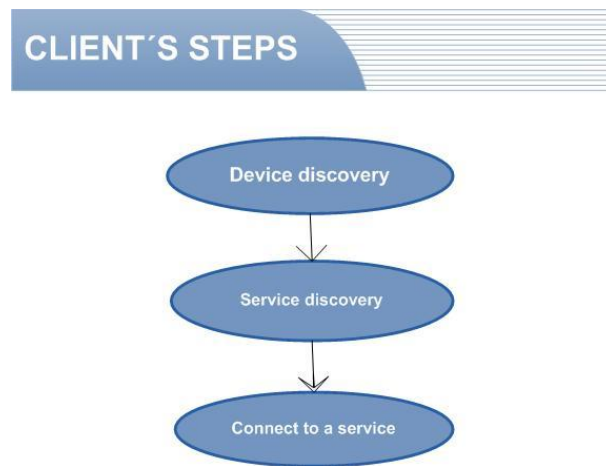 CLIENT´S STEPS
Device discovery
Service discovery
Connect to a service